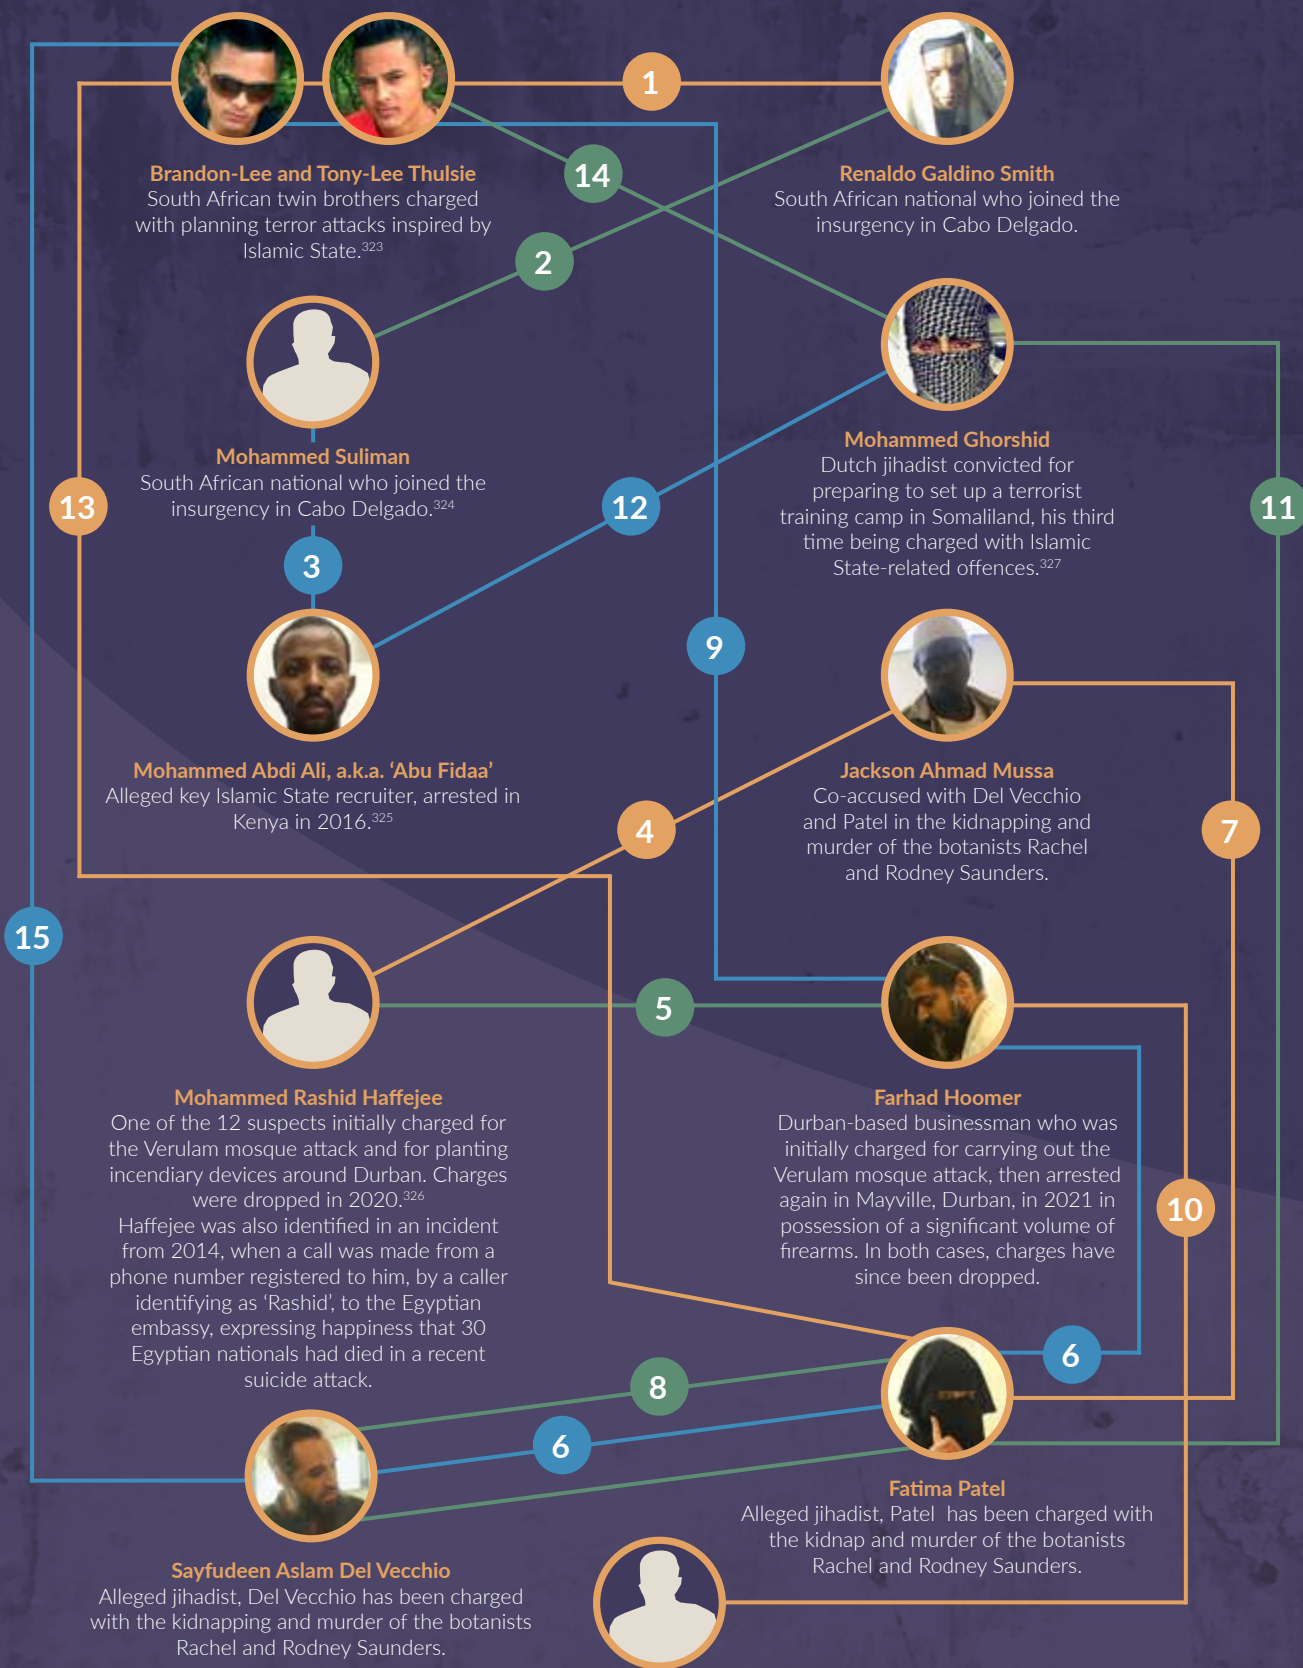 1
14
Brandon-Lee and Tony-Lee Thulsie
South African twin brothers charged
with planning terror attacks inspired by
Islamic State.323
Renaldo Galdino Smith
South African national who joined the
insurgency in Cabo Delgado.
2
Mohammed Suliman
South African national who joined the
insurgency in Cabo Delgado.324
Mohammed Ghorshid
Dutch jihadist convicted for
preparing to set up a terrorist
training camp in Somaliland, his third
time being charged with Islamic
State-related offences.327
13
12
11
3
9
Mohammed Abdi Ali, a.k.a. ‘Abu Fidaa’
Alleged key Islamic State recruiter, arrested in
Kenya in 2016.325
Jackson Ahmad Mussa
Co-accused with Del Vecchio
and Patel in the kidnapping and
murder of the botanists Rachel
and Rodney Saunders.
4
7
15
5
Mohammed Rashid Haffejee
One of the 12 suspects initially charged for
the Verulam mosque attack and for planting
incendiary devices around Durban. Charges
were dropped in 2020.326
Haffejee was also identified in an incident
from 2014, when a call was made from a
phone number registered to him, by a caller
identifying as ‘Rashid’, to the Egyptian
embassy, expressing happiness that 30
Egyptian nationals had died in a recent
suicide attack.
Farhad Hoomer
Durban-based businessman who was
initially charged for carrying out the
Verulam mosque attack, then arrested
again in Mayville, Durban, in 2021 in
possession of a significant volume of
firearms. In both cases, charges have
since been dropped.
10
6
8
6
Fatima Patel
Alleged jihadist, Patel has been charged with
the kidnap and murder of the botanists
Rachel and Rodney Saunders.
Sayfudeen Aslam Del Vecchio
Alleged jihadist, Del Vecchio has been charged
with the kidnapping and murder of the botanists
Rachel and Rodney Saunders.